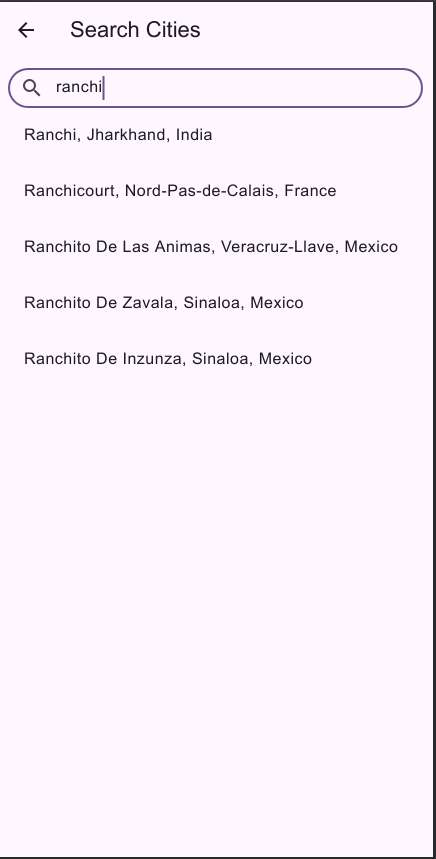 Search Cities
ranchi
Ranchi, Jharkhand, India
Ranchicourt, Nord-Pas-de-Calais, France
Ranchito De Las Animas, Veracruz-Llave, Mexico
Ranchito De Zavala, Sinaloa, Mexico
Ranchito De Inzunza, Sinaloa, Mexico